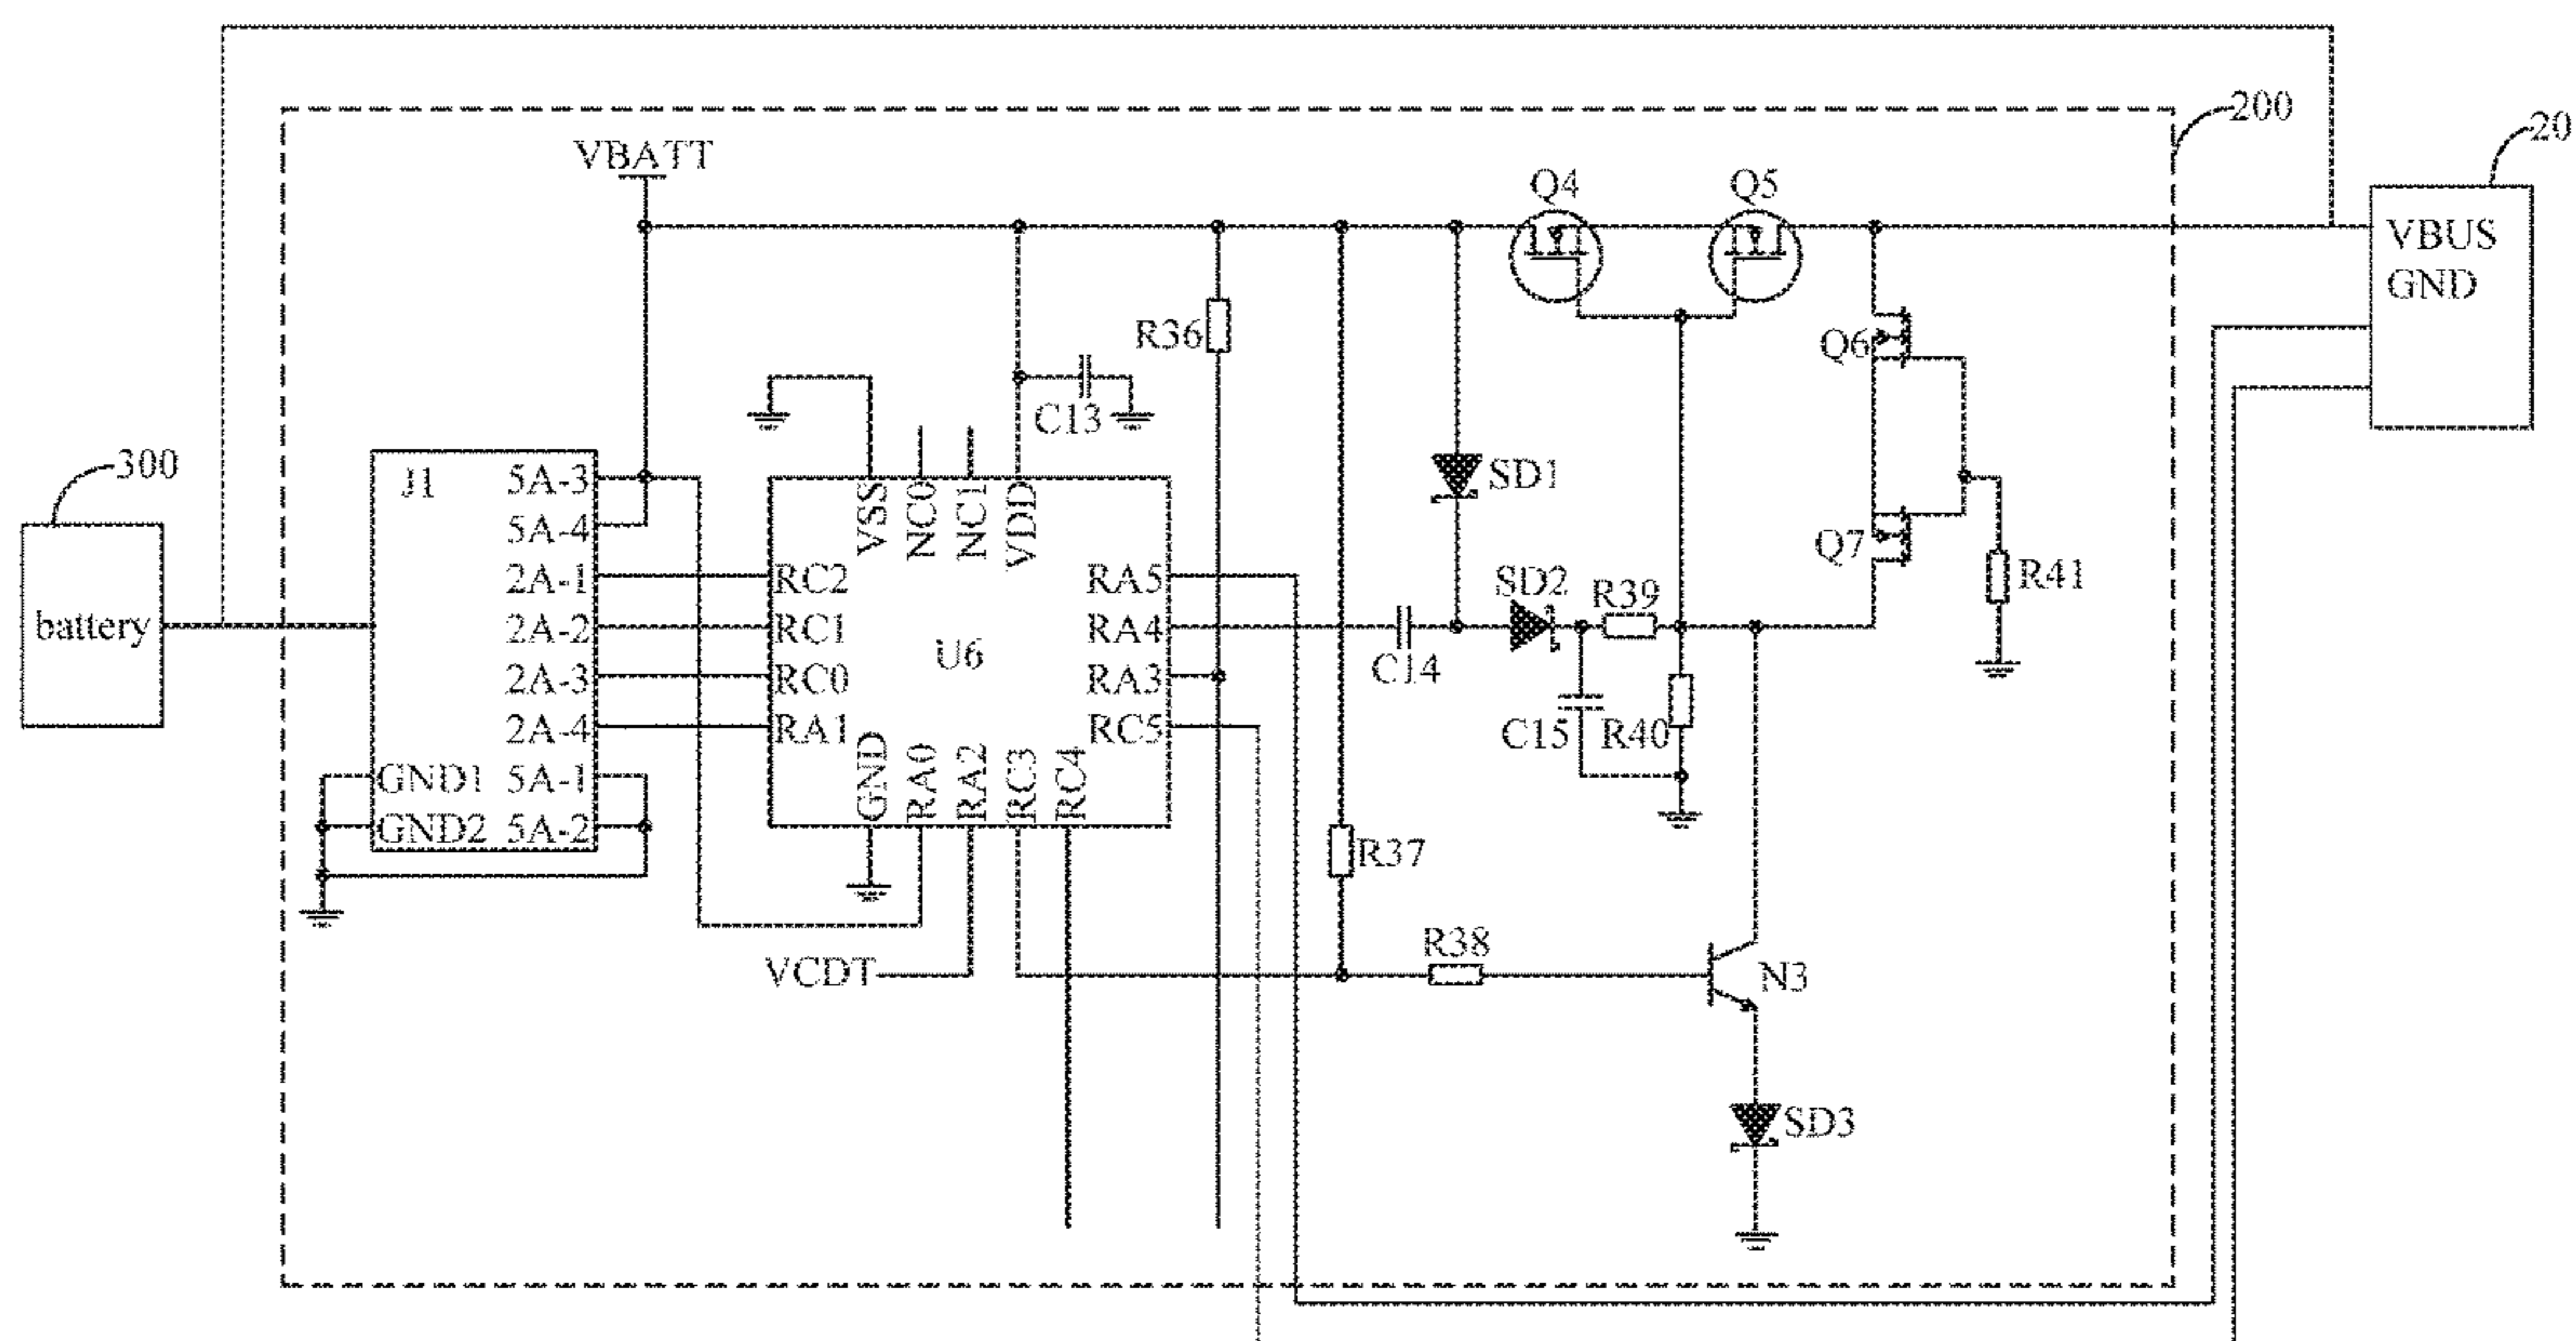 200
20
VBATT
Q4
Q5
VBUS
GND
R36
Q6
C13
300
J1
5A-3
5A-4
2A-1
2A-2
2A-3
2A-4
GND1
5A-1
GND2
5A-2
battery
VSS
NC0
NC1
VDD
RC2
RC1
RC0
RA1
U6
RA5
RA4
RA3
RC5
GND
RA0
RA2
RC3
RC4
SD1
Q7
R41
SD2
R39
C14
C15
R40
R37
VCDT
R38
N3
SD3